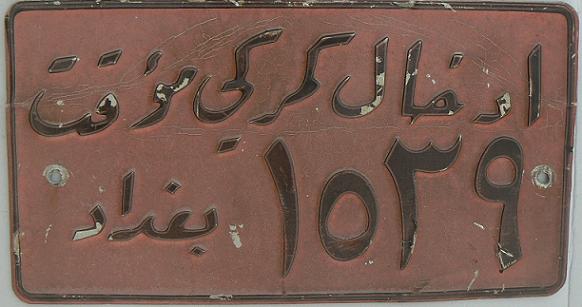 ادخال كمركي مؤقت
١٥٣٩ بغداد